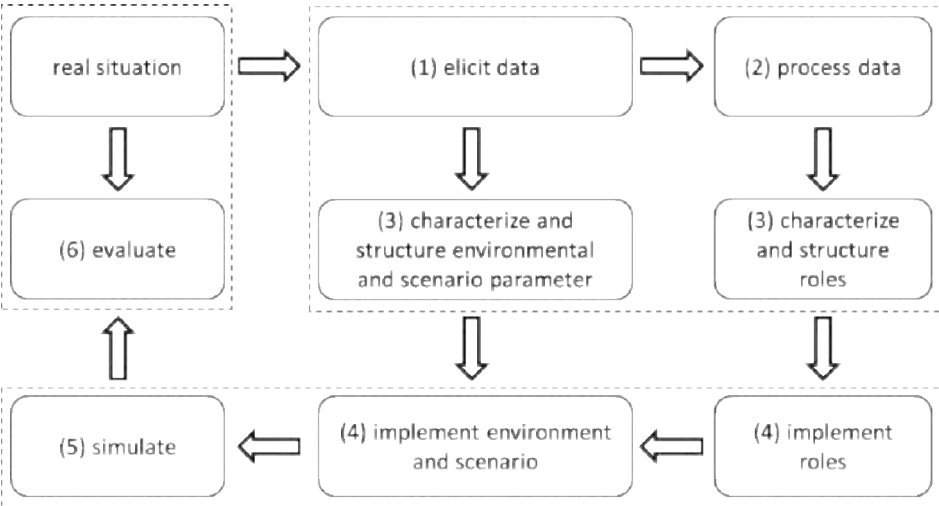 real situation
(1) elicit data
(2) process data
(6) evaluate
(3) characterize and
structure environmental
and scenario parameter
(3) characterize
and structure
roles
(5) simulate
(4) implement environment
and scenario
(4) implement
roles